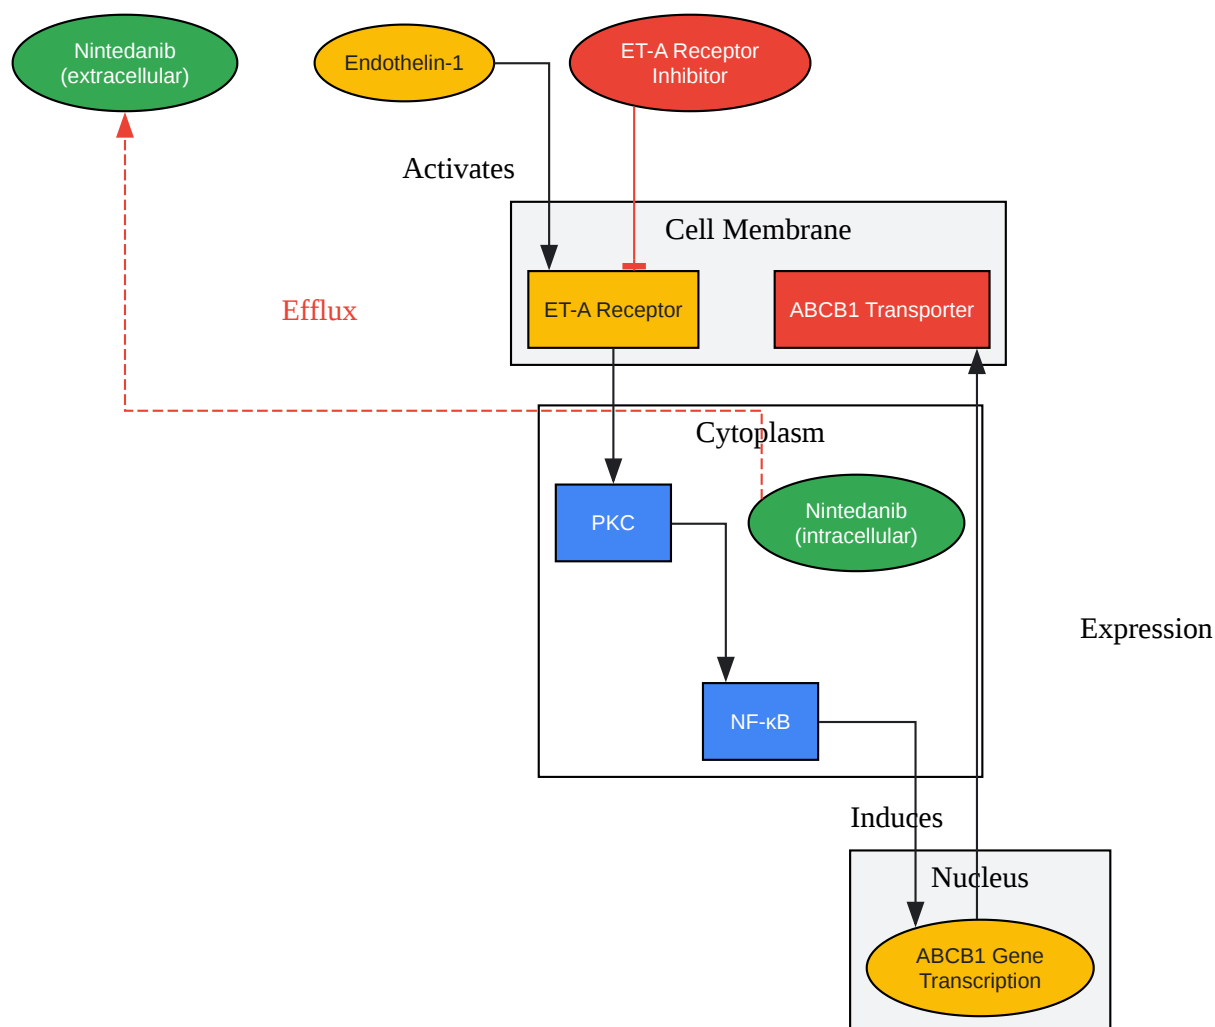 Nintedanib
(extracellular)
Endothelin-1
ET-A Receptor
Inhibitor
Activates
Cell Membrane
Efflux
ET-A Receptor
ABCB1 Transporter
Cytoplasm
PKC
Nintedanib
(intracellular)
Expression
NF-κB
Induces
Nucleus
ABCB1 Gene
Transcription